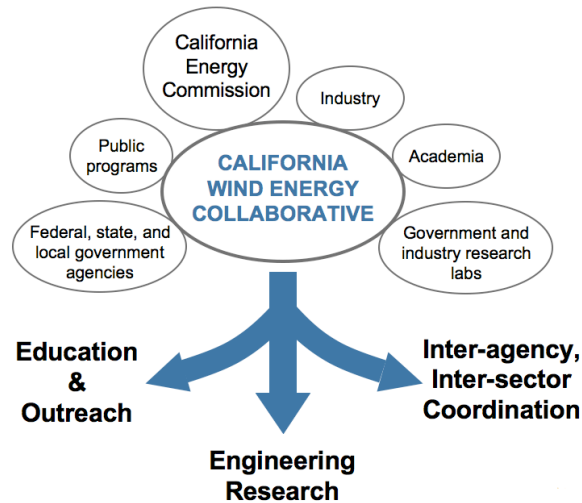 California
Energy
Commission
Industry
Public
programs
CALIFORNIA
WIND ENERGY
COLLABORATIVE
Academia
Federal, state, and
local government
agencies
Government and
industry research
labs
Education
&
Outreach
Inter-agency,
Inter-sector
Coordination
Engineering
Research